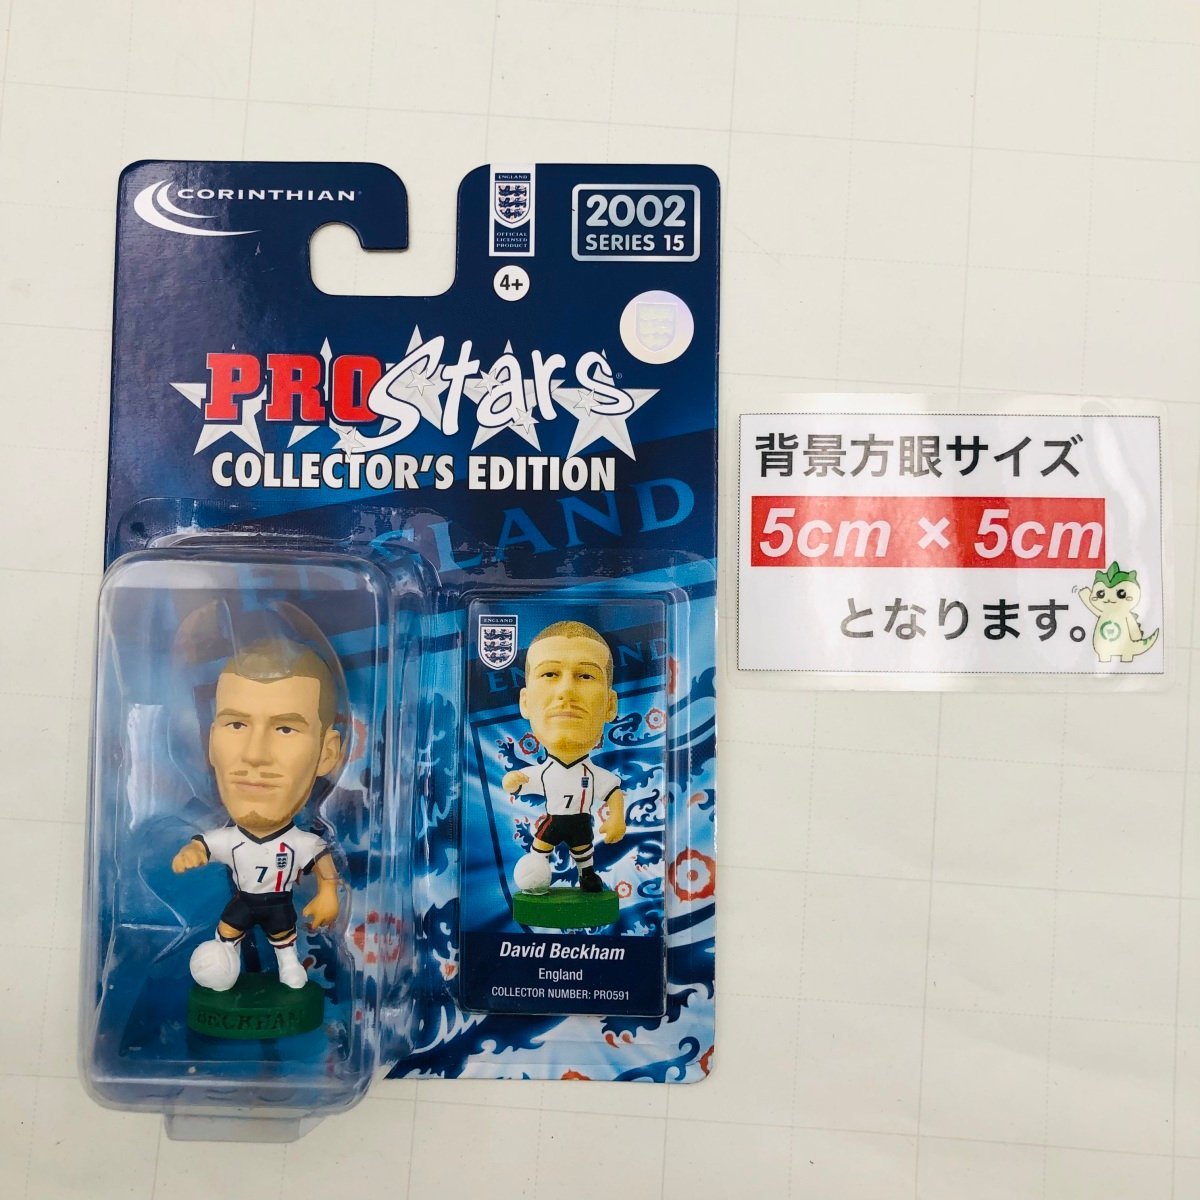 CORINTHIAN
ENGLAND
OFFICIAL
LICENSED
PRODUCT
2002
SERIES 15
4+
PROStars
COLLECTOR'S EDITION
ENGLAND
背景方眼サイズ
5cm × 5cm
となります。
ENGLAND
ENGLAND
7
7
BECKHAM
David Beckham
England
COLLECTOR NUMBER: PRO591